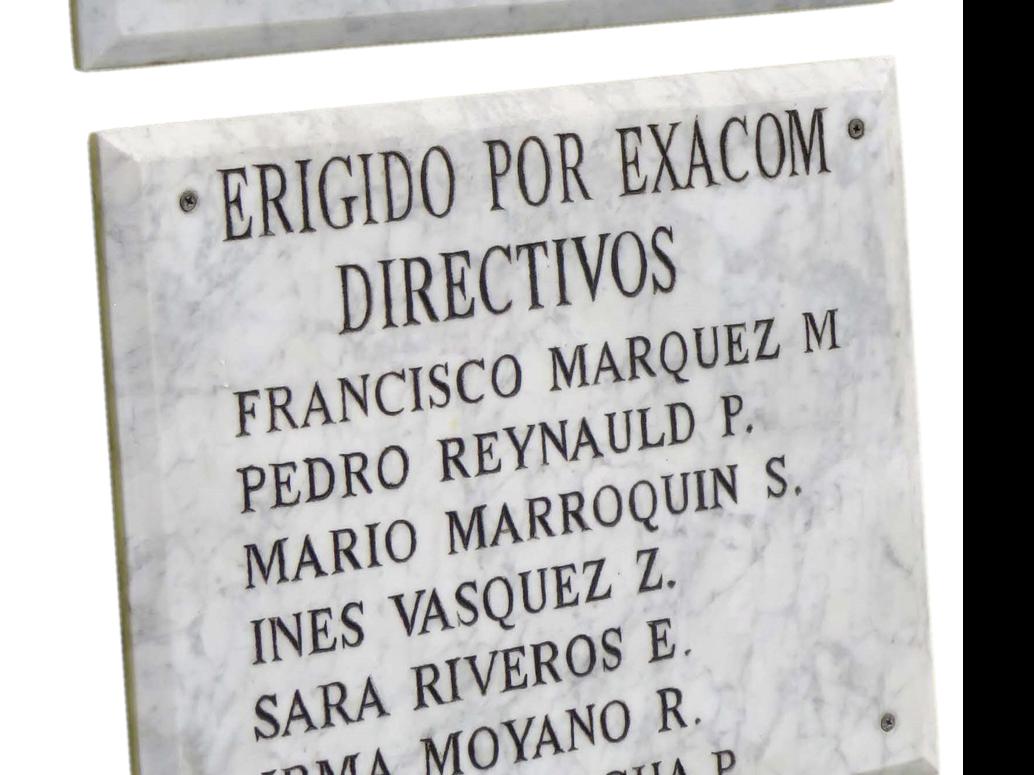 ERIGIDO POR EXACOM
DIRECTIVOS
FRANCISCO MARQUEZ M
PEDRO REYNAULD P.
MARIO MARROQUIN S.
INES VASQUEZ Z.
SARA RIVEROS E.
IRMA MOYANO R.